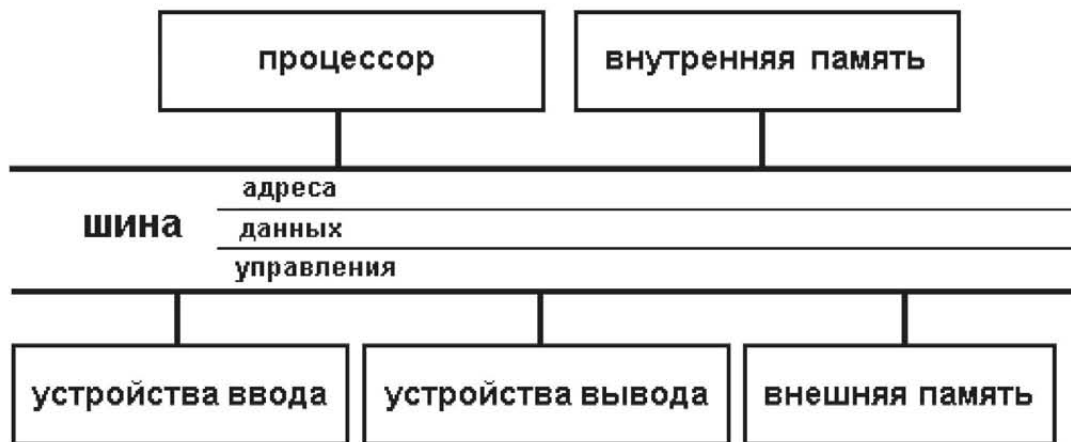 процессор
внутренняя память
шина
адреса
данных
управления
устройства ввода
устройства вывода
внешняя память